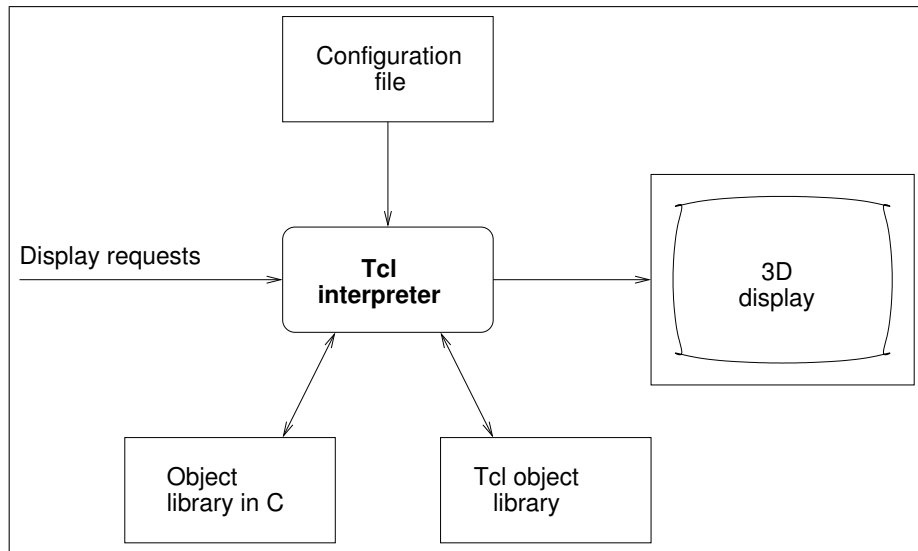 Configuration
file
Display requests
Tcl
interpreter
3D
display
Object
library in C
Tcl object
library